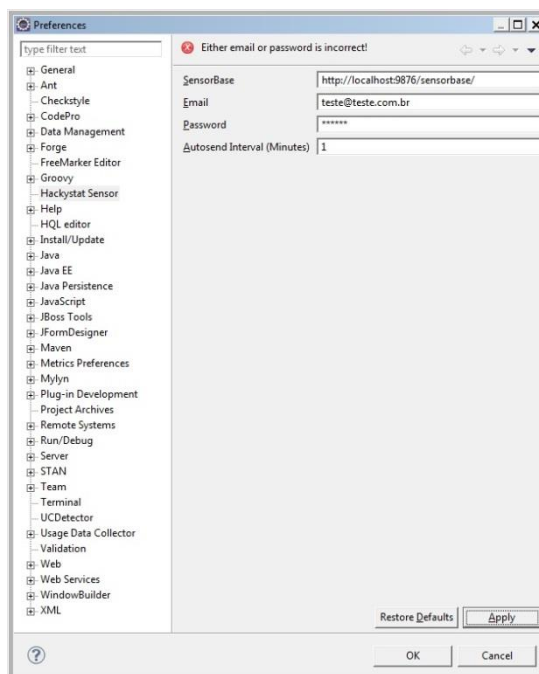 Preferences
type filter text
Either email or password is incorrect!
General
Ant
Checkstyle
CodePro
Data Management
Forge
FreeMarker Editor
Groovy
Hackystat Sensor
Help
HQL editor
Install/Update
Java
Java EE
Java Persistence
JavaScript
JBoss Tools
JFormDesigner
Maven
Metrics Preferences
Mylyn
Plug-in Development
Project Archives
Remote Systems
Run/Debug
Server
STAN
Team
Terminal
UCDetector
Usage Data Collector
Validation
Web
Web Services
WindowBuilder
XML
SensorBase http://localhost:9876/sensorbase/
Email teste@teste.com.br
Password ******
Autosend Interval (Minutes) 1
Restore Defaults Apply
? OK Cancel